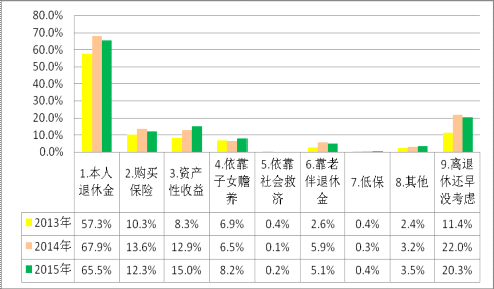 80.0%
70.0%
60.0%
50.0%
40.0%
30.0%
20.0%
10.0%
0.0%
1.本人退休金 2.购买保险 3.资产性收益 4.依靠子女赡养 5.依靠社会救济 6.靠老伴退休金 7.低保 8.其他 9.离退休还早没考虑
2013年 57.3% 10.3% 8.3% 6.9% 0.4% 2.6% 0.4% 2.4% 11.4%
2014年 67.9% 13.6% 12.9% 6.5% 0.1% 5.9% 0.3% 3.2% 22.0%
2015年 65.5% 12.3% 15.0% 8.2% 0.2% 5.1% 0.4% 3.5% 20.3%